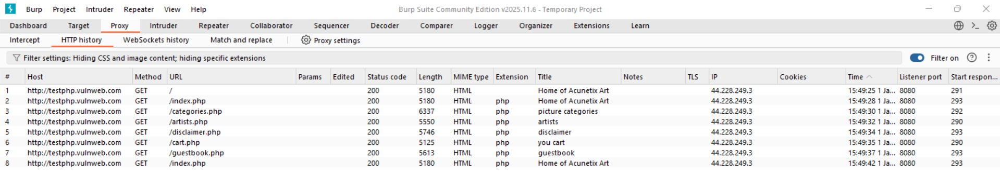 Burp Project Intruder Repeater View Help Burp Suite Community Edition v2025.11.6 - Temporary Project
Dashboard Target Proxy Intruder Repeater Collaborator Sequencer Decoder Comparer Logger Organizer Extensions Learn
Intercept HTTP history WebSockets history Match and replace Proxy settings
Filter settings: Hiding CSS and image content; hiding specific extensions Filter on
# Host Method URL Params Edited Status code Length MIME type Extension Title Notes TLS IP Cookies Time Listener port Start respon...
1 http://testphp.vulnweb.com GET / 200 5180 HTML Home of Acunetix Art 44.228.249.3 15:49:25 1 Ja... 8080 291
2 http://testphp.vulnweb.com GET /index.php 200 5180 HTML php Home of Acunetix Art 44.228.249.3 15:49:28 1 Ja... 8080 293
3 http://testphp.vulnweb.com GET /categories.php 200 6337 HTML php picture categories 44.228.249.3 15:49:30 1 Ja... 8080 292
4 http://testphp.vulnweb.com GET /artists.php 200 5550 HTML php artists 44.228.249.3 15:49:32 1 Ja... 8080 290
5 http://testphp.vulnweb.com GET /disclaimer.php 200 5746 HTML php disclaimer 44.228.249.3 15:49:34 1 Ja... 8080 293
6 http://testphp.vulnweb.com GET /cart.php 200 5125 HTML php you cart 44.228.249.3 15:49:35 1 Ja... 8080 290
7 http://testphp.vulnweb.com GET /guestbook.php 200 5613 HTML php guestbook 44.228.249.3 15:49:37 1 Ja... 8080 293
8 http://testphp.vulnweb.com GET /index.php 200 5180 HTML php Home of Acunetix Art 44.228.249.3 15:49:42 1 Ja... 8080 293